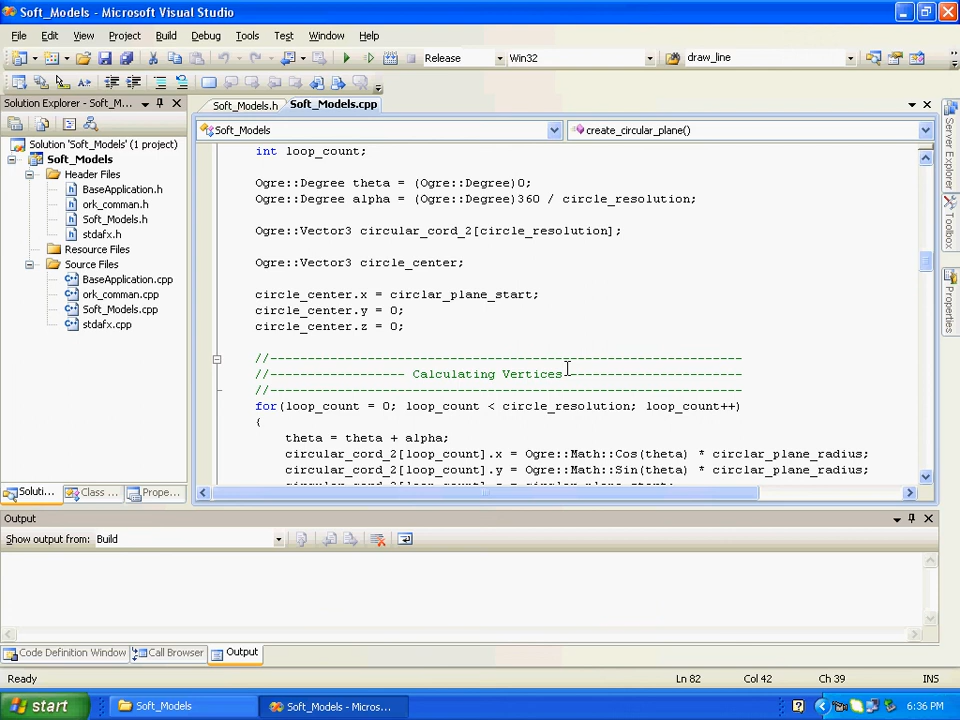 Soft_Models - Microsoft Visual Studio
File Edit View Project Build Debug Tools Test Window Help
Release Win32 draw_line
Solution Explorer - Soft_M...
Soft_Models.h Soft_Models.cpp
Soft_Models create_circular_plane()
Solution 'Soft_Models' (1 project)
Soft_Models
Header Files
BaseApplication.h
ork_comman.h
Soft_Models.h
stdafx.h
Resource Files
Source Files
BaseApplication.cpp
ork_comman.cpp
Soft_Models.cpp
stdafx.cpp
Soluti... Class ... Prope...
int loop_count;
Ogre::Degree theta = (Ogre::Degree)0;
Ogre::Degree alpha = (Ogre::Degree)360 / circle_resolution;
Ogre::Vector3 circular_cord_2[circle_resolution];
Ogre::Vector3 circle_center;
circle_center.x = circlar_plane_start;
circle_center.y = 0;
circle_center.z = 0;
//---------------------------------------------------------------
//------------------ Calculating Vertices------------------------
//---------------------------------------------------------------
for(loop_count = 0; loop_count < circle_resolution; loop_count++)
{
theta = theta + alpha;
circular_cord_2[loop_count].x = Ogre::Math::Cos(theta) * circlar_plane_radius;
circular_cord_2[loop_count].y = Ogre::Math::Sin(theta) * circlar_plane_radius;
Server Explorer
Toolbox
Properties
Output
Show output from: Build
Code Definition Window Call Browser Output
Ready Ln 82 Col 42 Ch 39 INS
start Soft_Models Soft_Models - Micros... 6:36 PM